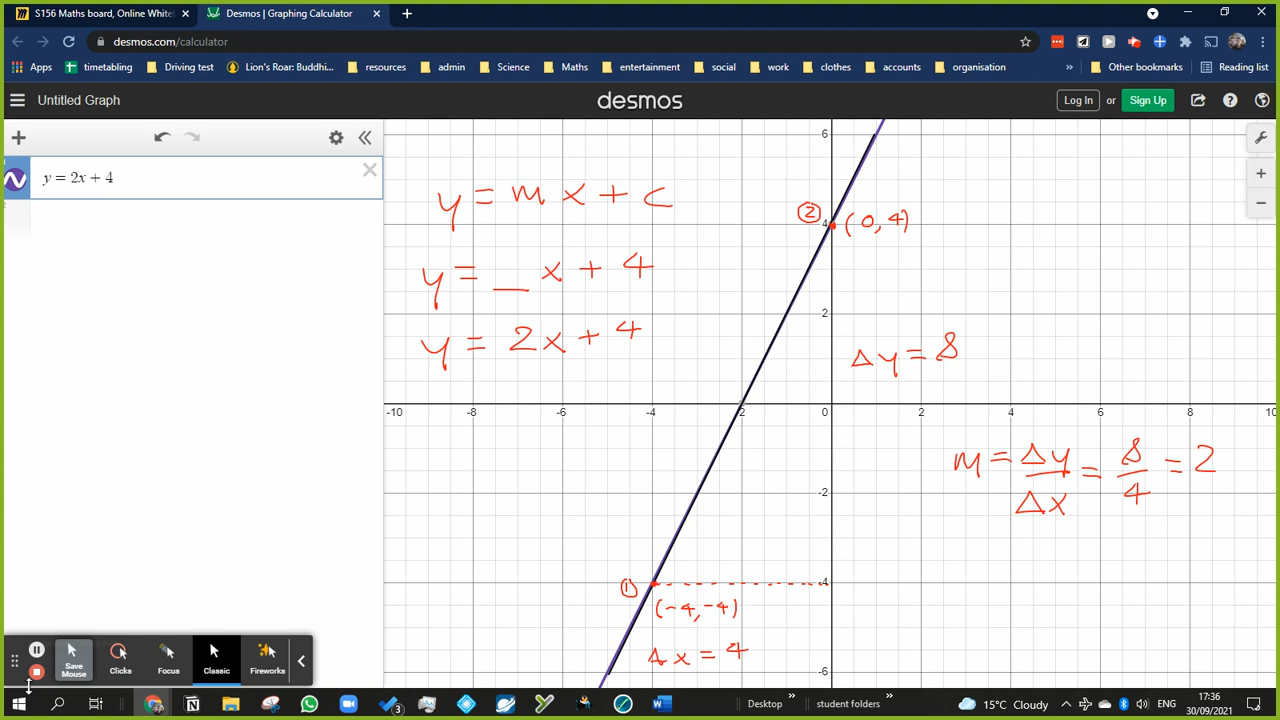 S156 Maths board, Online White
Desmos | Graphing Calculator
desmos.com/calculator
Apps
timetabling
Driving test
Lion's Roar: Buddhi...
resources
admin
Science
Maths
entertainment
social
work
clothes
accounts
organisation
»
Other bookmarks
Reading list
Untitled Graph
desmos
Log In
or
Sign Up
y = 2x + 4
y = mx + c
y = _ x + 4
y = 2x + 4
② (0, 4)
Δy = 8
m = Δy/Δx = 8/4 = 2
①
(-4, -4)
Δx = 4
6
4
2
-2
-4
-6
-10
-8
-6
-4
-2
0
2
4
6
8
10
Save Mouse
Clicks
Focus
Classic
Fireworks
3
Desktop
»
student folders
»
15°C Cloudy
ENG
17:36
30/09/2021